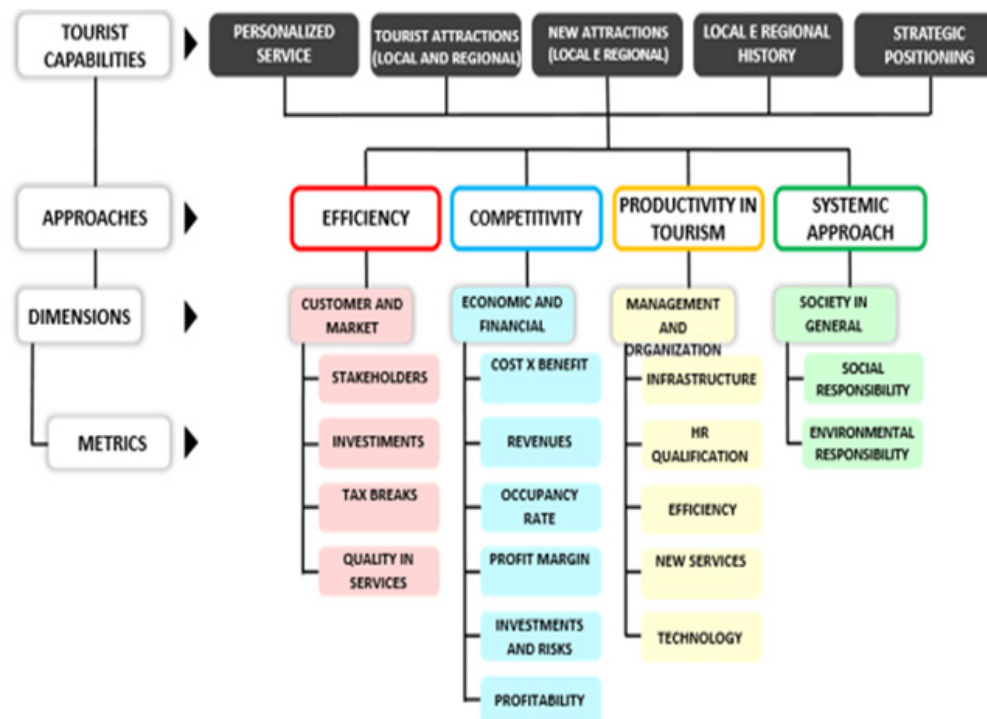 TOURIST
CAPABILITIES
PERSONALIZED
SERVICE
TOURIST ATTRACTIONS
(LOCAL AND REGIONAL)
NEW ATTRACTIONS
(LOCAL E REGIONAL)
LOCAL E REGIONAL
HISTORY
STRATEGIC
POSITIONING
APPROACHES
EFFICIENCY
COMPETITIVITY
PRODUCTIVITY IN
TOURISM
SYSTEMIC
APPROACH
DIMENSIONS
CUSTOMER AND
MARKET
ECONOMIC AND
FINANCIAL
MANAGEMENT
AND
ORGANIZATION
SOCIETY IN
GENERAL
METRICS
STAKEHOLDERS
INVESTIMENTS
TAX BREAKS
QUALITY IN
SERVICES
COST X BENEFIT
REVENUES
OCCUPANCY
RATE
PROFIT MARGIN
INVESTMENTS
AND RISKS
PROFITABILITY
INFRASTRUCTURE
HR
QUALIFICATION
EFFICIENCY
NEW SERVICES
TECHNOLOGY
SOCIAL
RESPONSIBILITY
ENVIRONMENTAL
RESPONSIBILITY